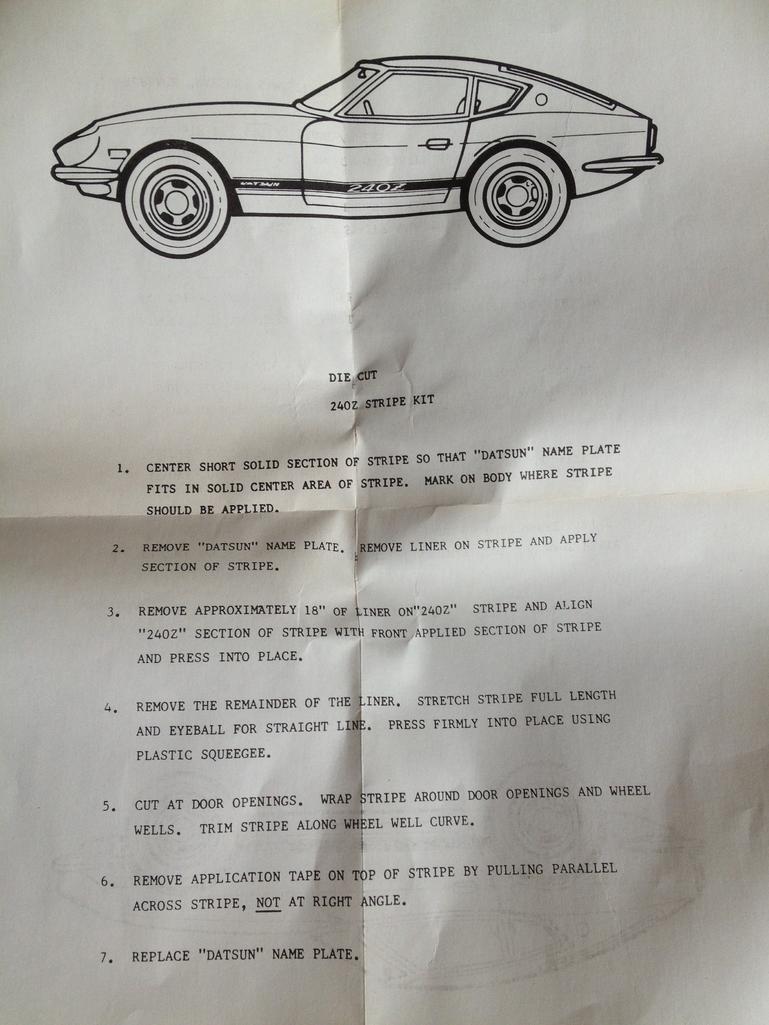 DATSUN 240Z
DIE CUT
240Z STRIPE KIT
1. CENTER SHORT SOLID SECTION OF STRIPE SO THAT "DATSUN" NAME PLATE
FITS IN SOLID CENTER AREA OF STRIPE. MARK ON BODY WHERE STRIPE
SHOULD BE APPLIED.
2. REMOVE "DATSUN" NAME PLATE. REMOVE LINER ON STRIPE AND APPLY
SECTION OF STRIPE.
3. REMOVE APPROXIMATELY 18" OF LINER ON"240Z" STRIPE AND ALIGN
"240Z" SECTION OF STRIPE WITH FRONT APPLIED SECTION OF STRIPE
AND PRESS INTO PLACE.
4. REMOVE THE REMAINDER OF THE LINER. STRETCH STRIPE FULL LENGTH
AND EYEBALL FOR STRAIGHT LINE. PRESS FIRMLY INTO PLACE USING
PLASTIC SQUEEGEE.
5. CUT AT DOOR OPENINGS. WRAP STRIPE AROUND DOOR OPENINGS AND WHEEL
WELLS. TRIM STRIPE ALONG WHEEL WELL CURVE.
6. REMOVE APPLICATION TAPE ON TOP OF STRIPE BY PULLING PARALLEL
ACROSS STRIPE, NOT AT RIGHT ANGLE.
7. REPLACE "DATSUN" NAME PLATE.